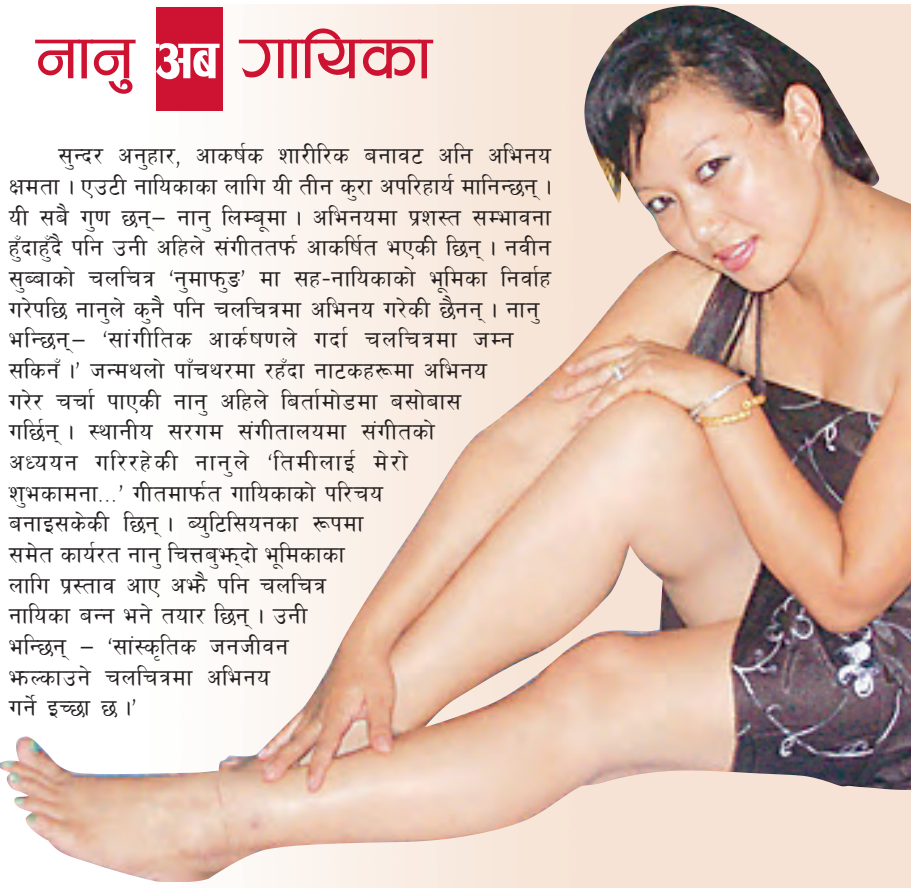 नानु अब गायिका
सुन्दर अनुहार, आकर्षक शारीरिक बनावट अनि अभिनय
क्षमता । एउटी नायिकाका लागि यी तीन कुरा अपरिहार्य मानिन्छन् ।
यी सबै गुण छन्– नानु लिम्बूमा । अभिनयमा प्रशस्त सम्भावना
हुँदाहुँदै पनि उनी अहिले संगीततर्फ आकर्षित भएकी छिन् । नवीन
सुब्बाको चलचित्र ‘नुमाफुङ’ मा सह-नायिकाको भूमिका निर्वाह
गरेपछि नानुले कुनै पनि चलचित्रमा अभिनय गरेकी छैनन् । नानु
भन्छिन्– ‘सांगीतिक आर्कषणले गर्दा चलचित्रमा जम्न
सकिनँ ।’ जन्मथलो पाँचथरमा रहँदा नाटकहरूमा अभिनय
गरेर चर्चा पाएकी नानु अहिले बिर्तामोडमा बसोबास
गर्छिन् । स्थानीय सरगम संगीतालयमा संगीतको
अध्ययन गरिरहेकी नानुले ‘तिमीलाई मेरो
शुभकामना...’ गीतमार्फत गायिकाको परिचय
बनाइसकेकी छिन् । ब्युटिसियनका रूपमा
समेत कार्यरत नानु चित्तबुझ्दो भूमिकाका
लागि प्रस्ताव आए अझै पनि चलचित्र
नायिका बन्न भने तयार छिन् । उनी
भन्छिन् – ‘सांस्कृतिक जनजीवन
झल्काउने चलचित्रमा अभिनय
गर्ने इच्छा छ ।’